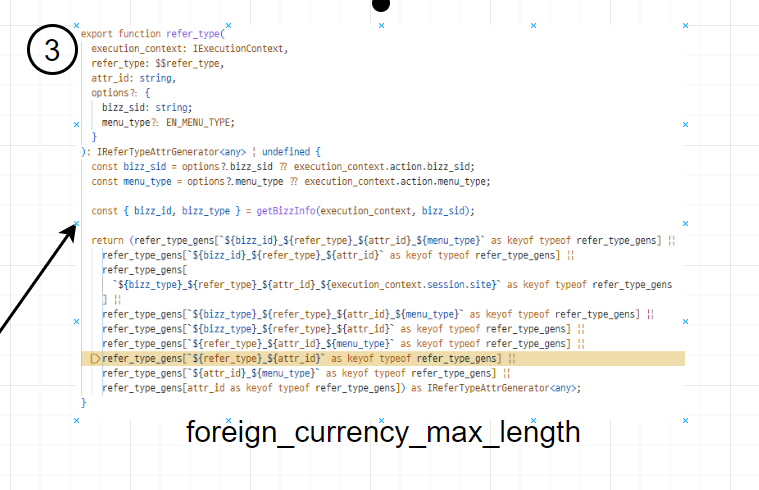 3
export function refer_type(
execution_context: IExecutionContext,
refer_type: $$refer_type,
attr_id: string,
options?: {
bizz_sid: string;
menu_type?: EN_MENU_TYPE;
}
): IReferTypeAttrGenerator<any> | undefined {
const bizz_sid = options?.bizz_sid ?? execution_context.action.bizz_sid;
const menu_type = options?.menu_type ?? execution_context.action.menu_type;
const { bizz_id, bizz_type } = getBizzInfo(execution_context, bizz_sid);
return (refer_type_gens[`${bizz_id}_${refer_type}_${attr_id}_${menu_type}` as keyof typeof refer_type_gens] ||
refer_type_gens[`${bizz_id}_${refer_type}_${attr_id}` as keyof typeof refer_type_gens] ||
refer_type_gens[
`${bizz_type}_${refer_type}_${attr_id}_${execution_context.session.site}` as keyof typeof refer_type_gens
] ||
refer_type_gens[`${bizz_type}_${refer_type}_${attr_id}_${menu_type}` as keyof typeof refer_type_gens] ||
refer_type_gens[`${bizz_type}_${refer_type}_${attr_id}` as keyof typeof refer_type_gens] ||
refer_type_gens[`${refer_type}_${attr_id}_${menu_type}` as keyof typeof refer_type_gens] ||
refer_type_gens[`${refer_type}_${attr_id}` as keyof typeof refer_type_gens] ||
refer_type_gens[`${attr_id}_${menu_type}` as keyof typeof refer_type_gens] ||
refer_type_gens[attr_id as keyof typeof refer_type_gens]) as IReferTypeAttrGenerator<any>;
}
foreign_currency_max_length